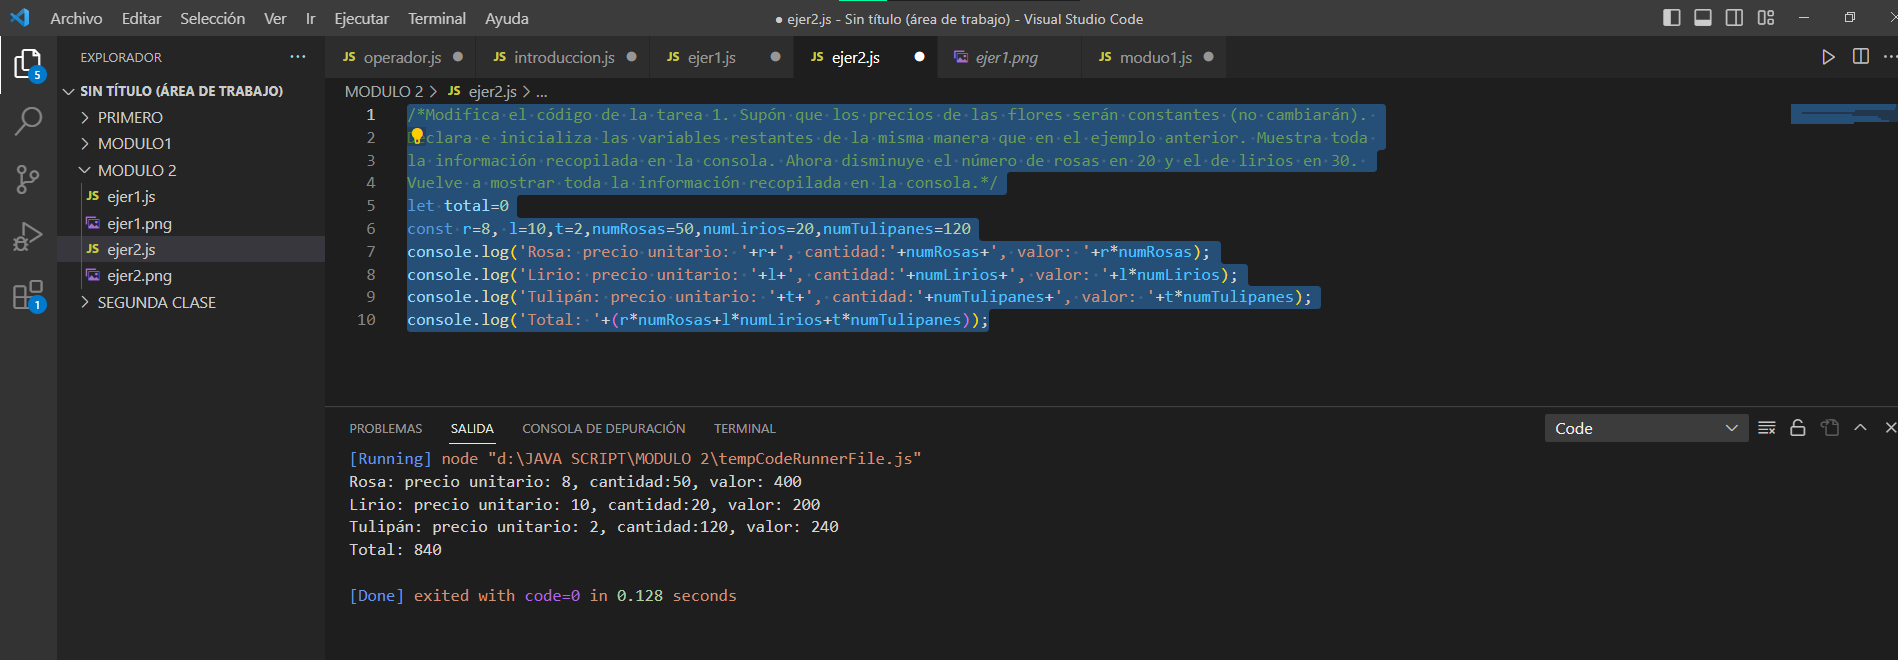 Archivo Editar Selección Ver Ir Ejecutar Terminal Ayuda
● ejer2.js - Sin título (área de trabajo) - Visual Studio Code
EXPLORADOR
SIN TÍTULO (ÁREA DE TRABAJO)
PRIMERO
MODULO1
MODULO 2
JS ejer1.js
ejer1.png
JS ejer2.js
ejer2.png
SEGUNDA CLASE
5
1
JS operador.js JS introduccion.js JS ejer1.js JS ejer2.js ejer1.png JS moduo1.js
MODULO 2 > JS ejer2.js > ...
1 /*Modifica el código de la tarea 1. Supón que los precios de las flores serán constantes (no cambiarán).
2 clara e inicializa las variables restantes de la misma manera que en el ejemplo anterior. Muestra toda
3 la información recopilada en la consola. Ahora disminuye el número de rosas en 20 y el de lirios en 30.
4 Vuelve a mostrar toda la información recopilada en la consola.*/
5 let total=0
6 const r=8, l=10,t=2,numRosas=50,numLirios=20,numTulipanes=120
7 console.log('Rosa: precio unitario: '+r+', cantidad:'+numRosas+', valor: '+r*numRosas);
8 console.log('Lirio: precio unitario: '+l+', cantidad:'+numLirios+', valor: '+l*numLirios);
9 console.log('Tulipán: precio unitario: '+t+', cantidad:'+numTulipanes+', valor: '+t*numTulipanes);
10 console.log('Total: '+(r*numRosas+l*numLirios+t*numTulipanes));
PROBLEMAS SALIDA CONSOLA DE DEPURACIÓN TERMINAL
Code
[Running] node "d:\JAVA SCRIPT\MODULO 2\tempCodeRunnerFile.js"
Rosa: precio unitario: 8, cantidad:50, valor: 400
Lirio: precio unitario: 10, cantidad:20, valor: 200
Tulipán: precio unitario: 2, cantidad:120, valor: 240
Total: 840
[Done] exited with code=0 in 0.128 seconds